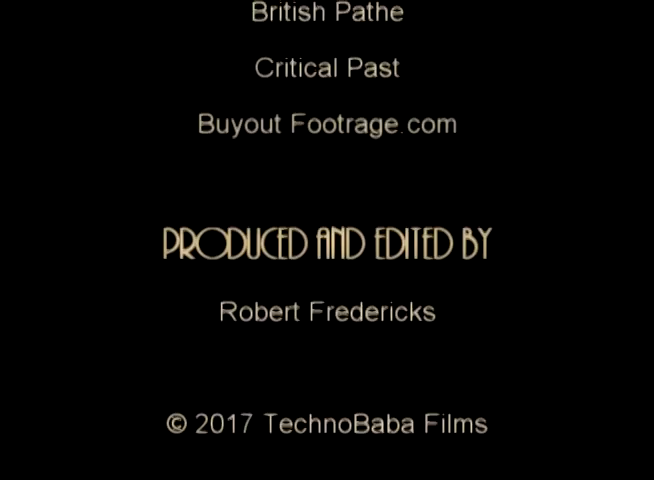 British Pathe
Critical Past
Buyout Footrage.com
PRODUCED AND EDITED BY
Robert Fredericks
© 2017 TechnoBaba Films